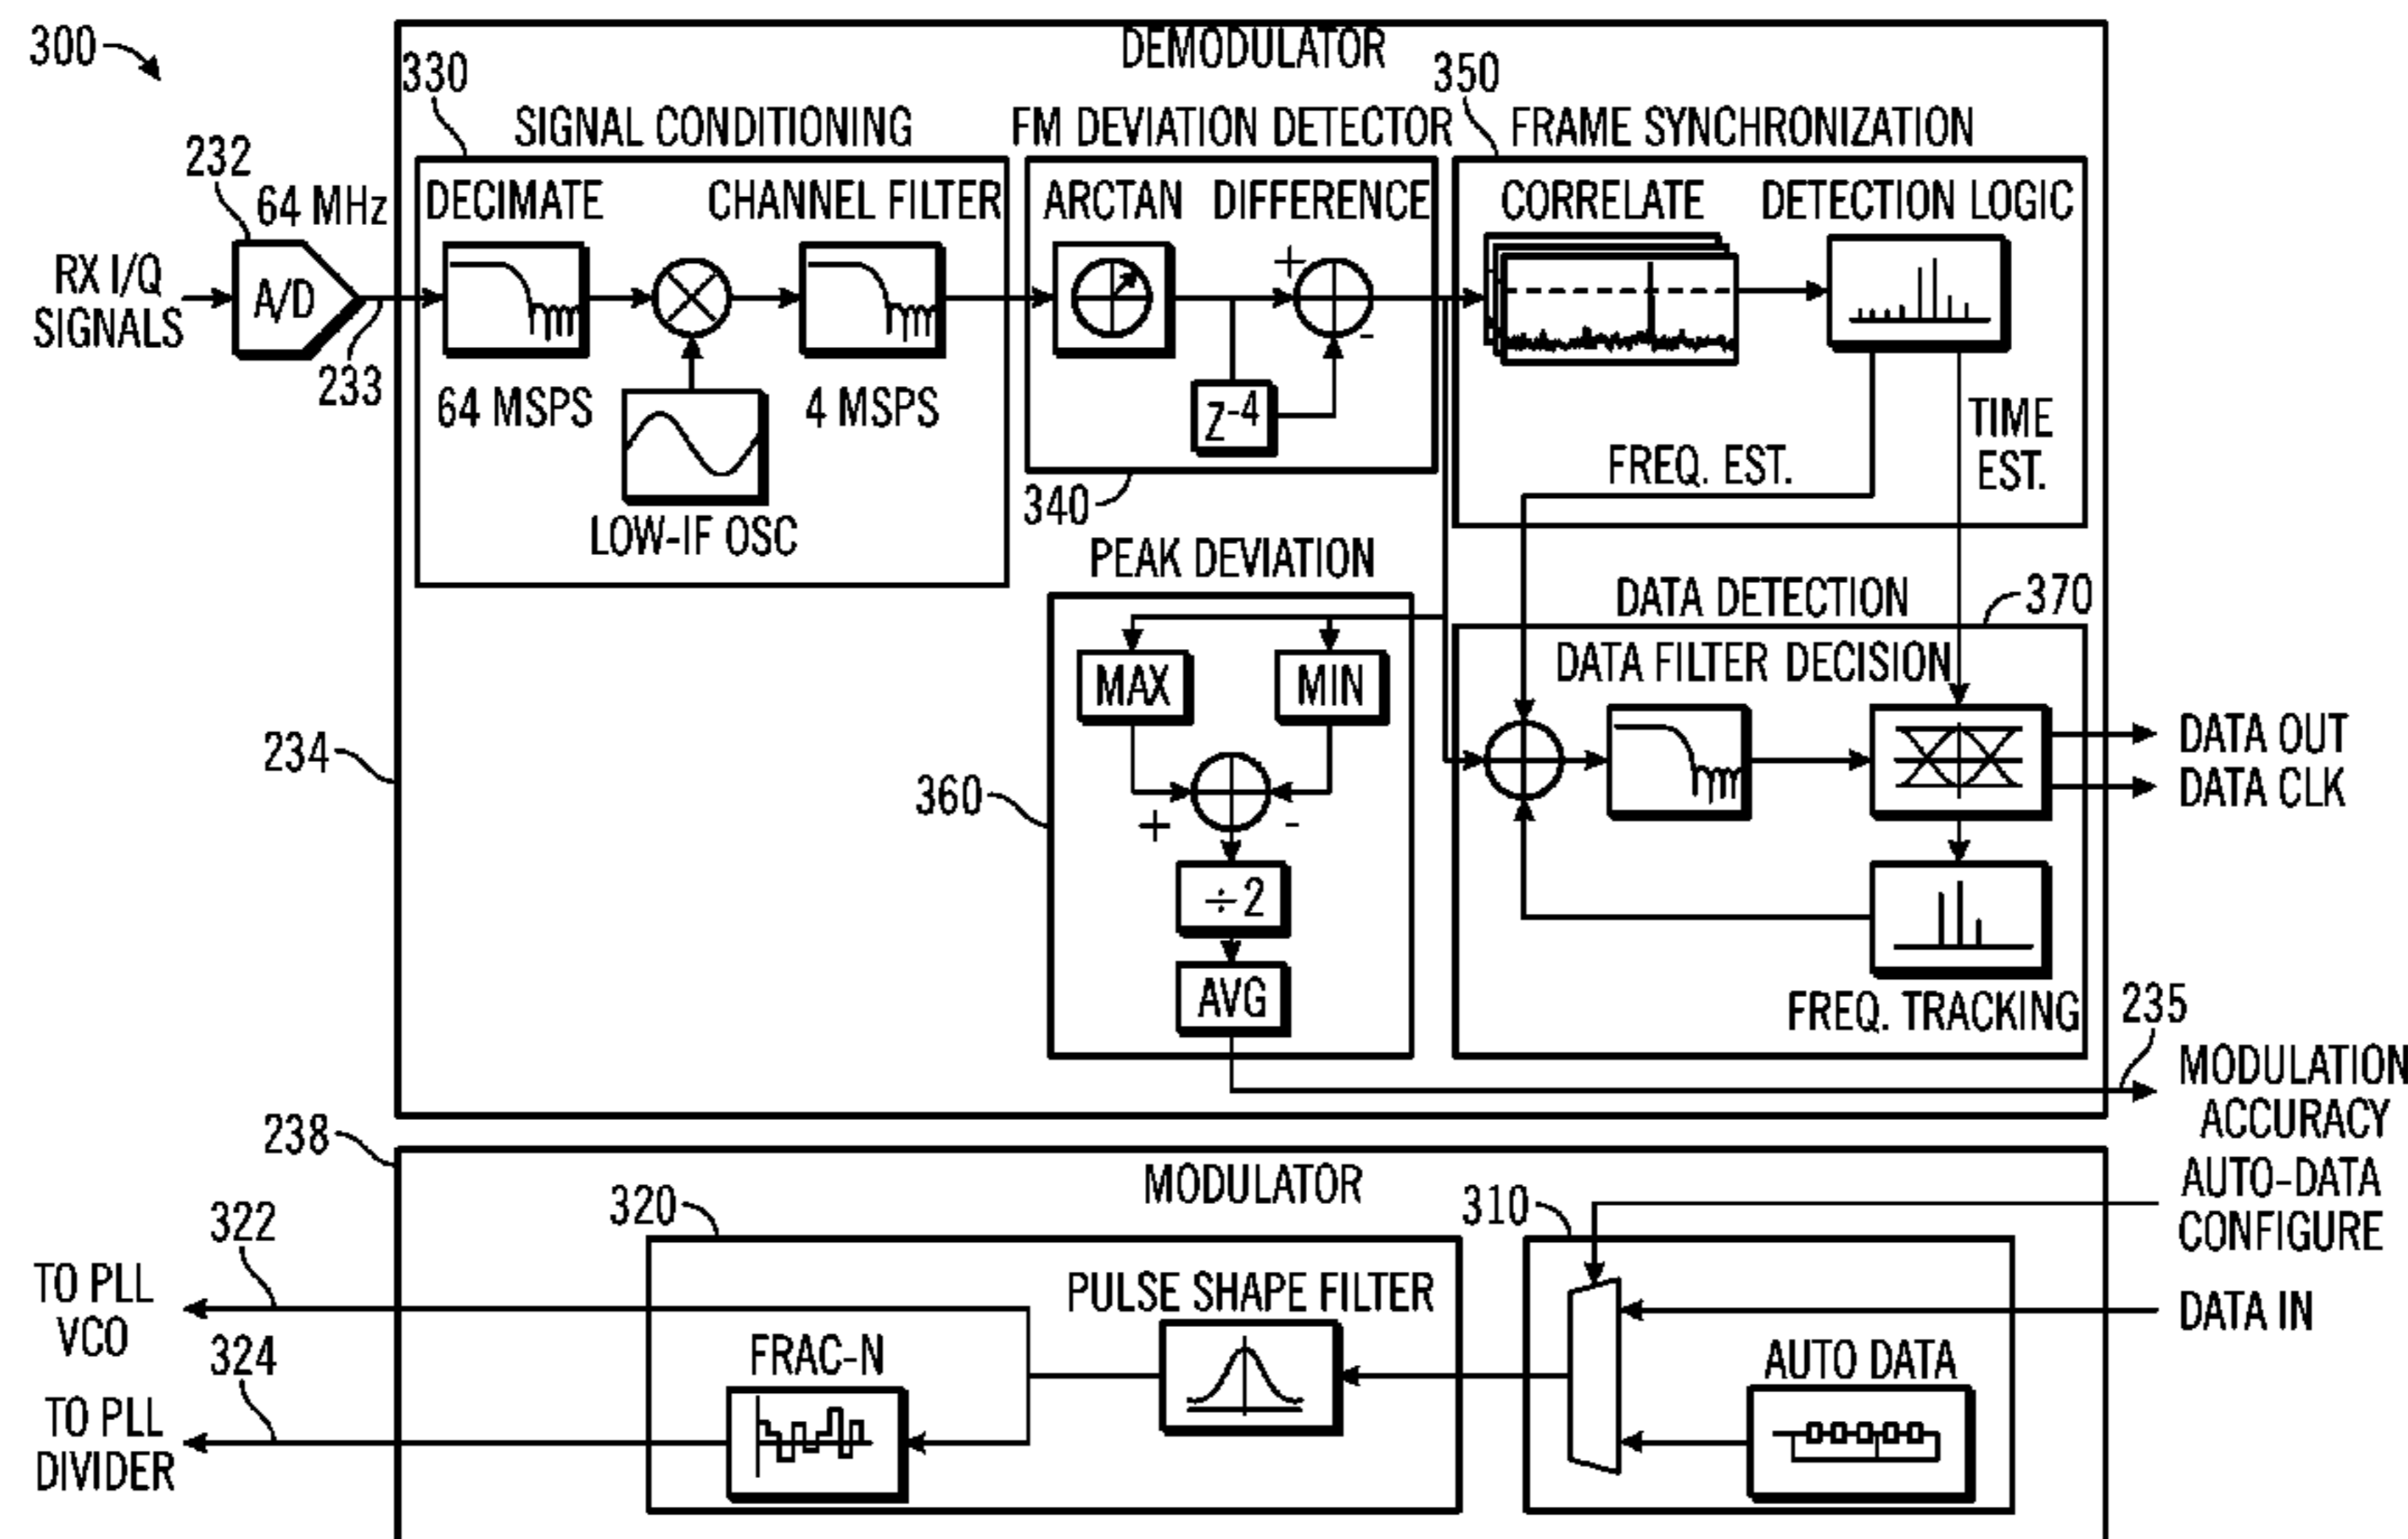 300
DEMODULATOR
330
350
SIGNAL CONDITIONING
FM DEVIATION DETECTOR
FRAME SYNCHRONIZATION
232
64 MHz
DECIMATE
CHANNEL FILTER
ARCTAN
DIFFERENCE
CORRELATE
DETECTION LOGIC
RX I/Q
SIGNALS
A/D
233
+
-
64 MSPS
4 MSPS
Z-4
TIME
EST.
FREQ. EST.
LOW-IF OSC
340
PEAK DEVIATION
DATA DETECTION
370
DATA FILTER DECISION
MAX
MIN
234
DATA OUT
DATA CLK
360
+
-
÷2
AVG
FREQ. TRACKING
235
MODULATION
ACCURACY
238
MODULATOR
AUTO-DATA
CONFIGURE
320
310
322
TO PLL
VCO
PULSE SHAPE FILTER
DATA IN
324
FRAC-N
AUTO DATA
TO PLL
DIVIDER